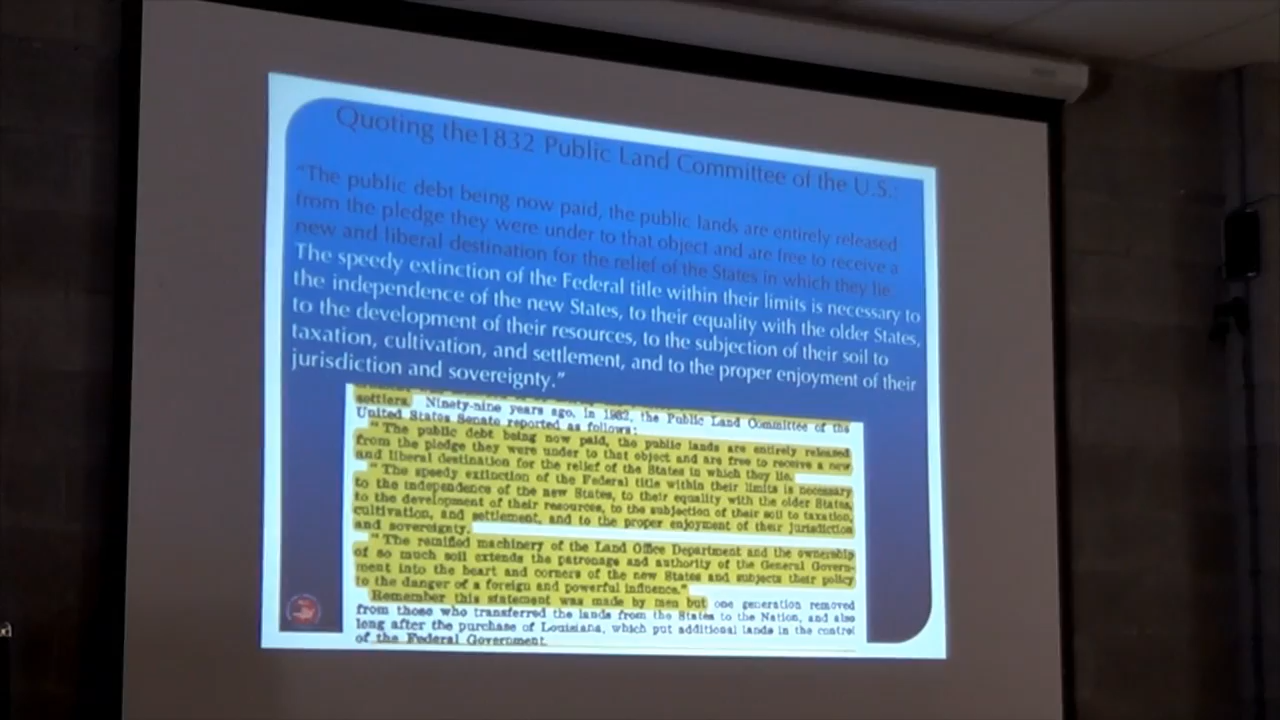 Quoting the1832 Public Land Committee of the U.S.:
“The public debt being now paid, the public lands are entirely released
from the pledge they were under to that object and are free to receive a
new and liberal destination for the relief of the States in which they lie
The speedy extinction of the Federal title within their limits is necessary to
the independence of the new States, to their equality with the older States,
to the development of their resources, to the subjection of their soil to
taxation, cultivation, and settlement, and to the proper enjoyment of their
jurisdiction and sovereignty.”
settlers. Ninety-nine years ago, in 1832, the Public Land Committee of the
United States Senate reported as follows:
“The public debt being now paid, the public lands are entirely released
from the pledge they were under to that object and are free to receive a new
and liberal destination for the relief of the States in which they lie.
“The speedy extinction of the Federal title within their limits is necessary
to the independence of the new States, to their equality with the older States,
to the development of their resources, to the subjection of their soil to taxation,
cultivation, and settlement, and to the proper enjoyment of their jurisdiction
and sovereignty.
“The ramified machinery of the Land Office Department and the ownership
of so much soil extends the patronage and authority of the General Govern-
ment into the heart and corners of the new States and subjects their policy
to the danger of a foreign and powerful influence.”
Remember this statement was made by men but one generation removed
from those who transferred the lands from the States to the Nation, and also
long after the purchase of Louisiana, which put additional lands in the control
of the Federal Government.